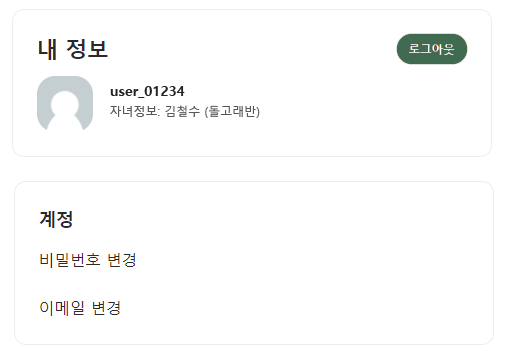 내 정보
로그아웃
user_01234
자녀정보: 김철수 (돌고래반)
계정
비밀번호 변경
이메일 변경